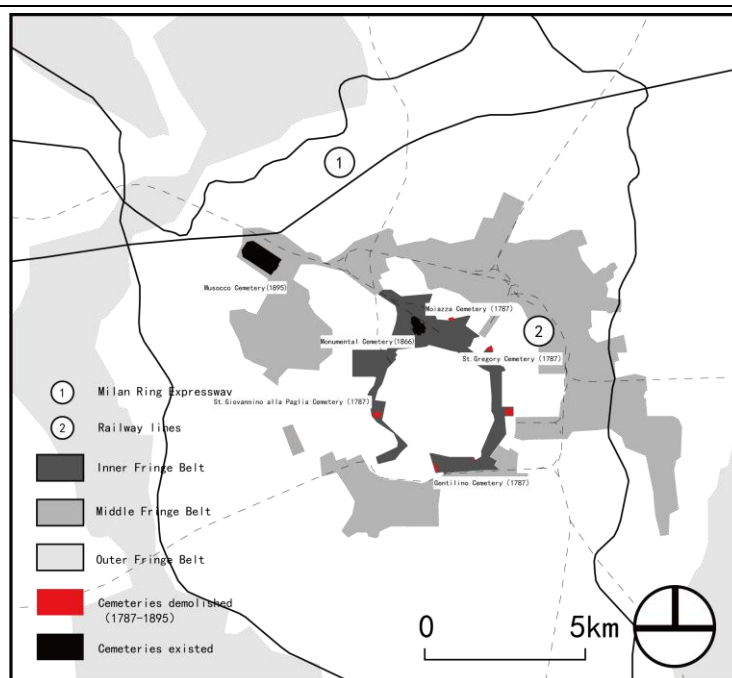 1
Musocco Cemetery(1895)
Moiazza Cemetery (1787)
2
Monumental Cemetery(1866)
St. Gregory Cemetery (1787)
St.Giovannino alla Paglia Cemetery (1787)
Gentilino Cemetery (1787)
1 Milan Ring Expresswav
2 Railway lines
Inner Fringe Belt
Middle Fringe Belt
Outer Fringe Belt
Cemeteries demolished
(1787-1895)
Cemeteries existed
0 5km